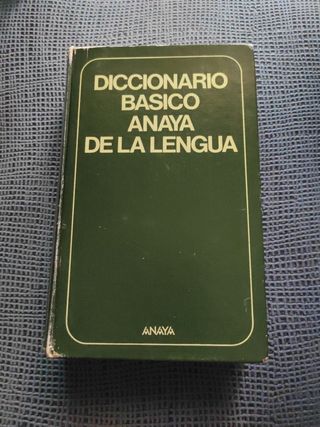 DICCIONARIO
BASICO
ANAYA
DE LA LENGUA
ANAYA